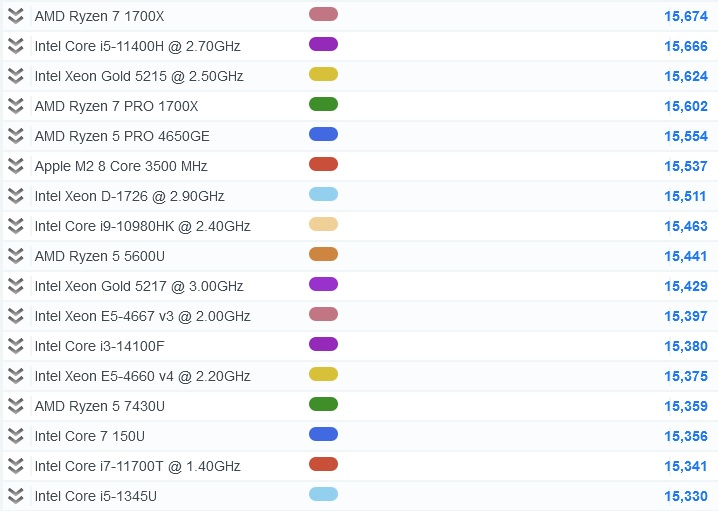 AMD Ryzen 7 1700X 15,674
Intel Core i5-11400H @ 2.70GHz 15,666
Intel Xeon Gold 5215 @ 2.50GHz 15,624
AMD Ryzen 7 PRO 1700X 15,602
AMD Ryzen 5 PRO 4650GE 15,554
Apple M2 8 Core 3500 MHz 15,537
Intel Xeon D-1726 @ 2.90GHz 15,511
Intel Core i9-10980HK @ 2.40GHz 15,463
AMD Ryzen 5 5600U 15,441
Intel Xeon Gold 5217 @ 3.00GHz 15,429
Intel Xeon E5-4667 v3 @ 2.00GHz 15,397
Intel Core i3-14100F 15,380
Intel Xeon E5-4660 v4 @ 2.20GHz 15,375
AMD Ryzen 5 7430U 15,359
Intel Core 7 150U 15,356
Intel Core i7-11700T @ 1.40GHz 15,341
Intel Core i5-1345U 15,330